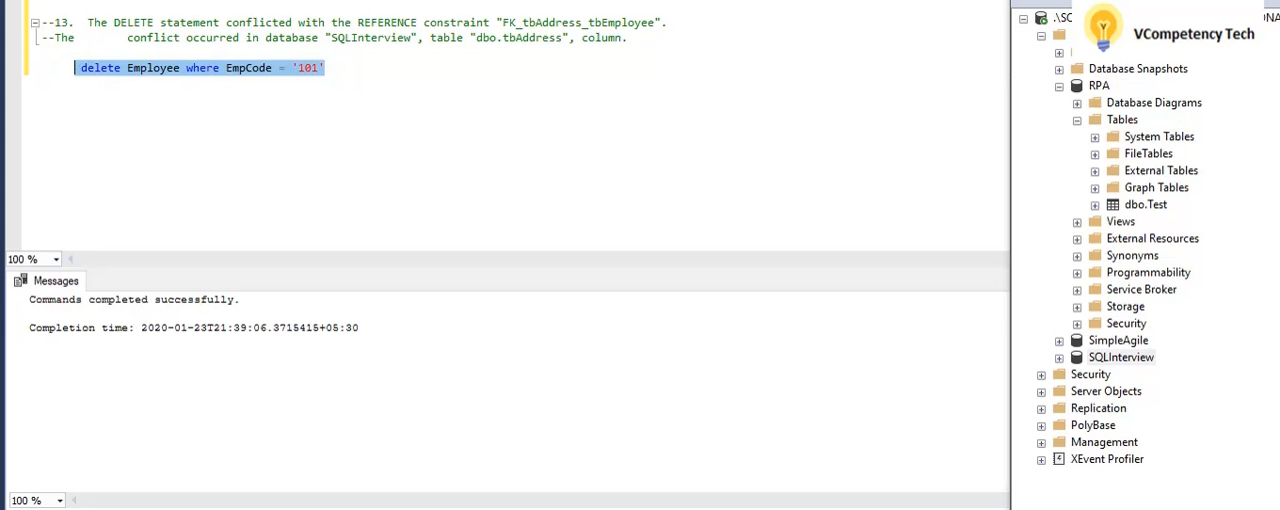 --13. The DELETE statement conflicted with the REFERENCE constraint "FK_tbAddress_tbEmployee".
--The conflict occurred in database "SQLInterview", table "dbo.tbAddress", column.
delete Employee where EmpCode = '101'
100 %
Messages
Commands completed successfully.
Completion time: 2020-01-23T21:39:06.3715415+05:30
100 %
VCompetency Tech
Database Snapshots
RPA
Database Diagrams
Tables
System Tables
FileTables
External Tables
Graph Tables
dbo.Test
Views
External Resources
Synonyms
Programmability
Service Broker
Storage
Security
SimpleAgile
SQLInterview
Security
Server Objects
Replication
PolyBase
Management
XEvent Profiler